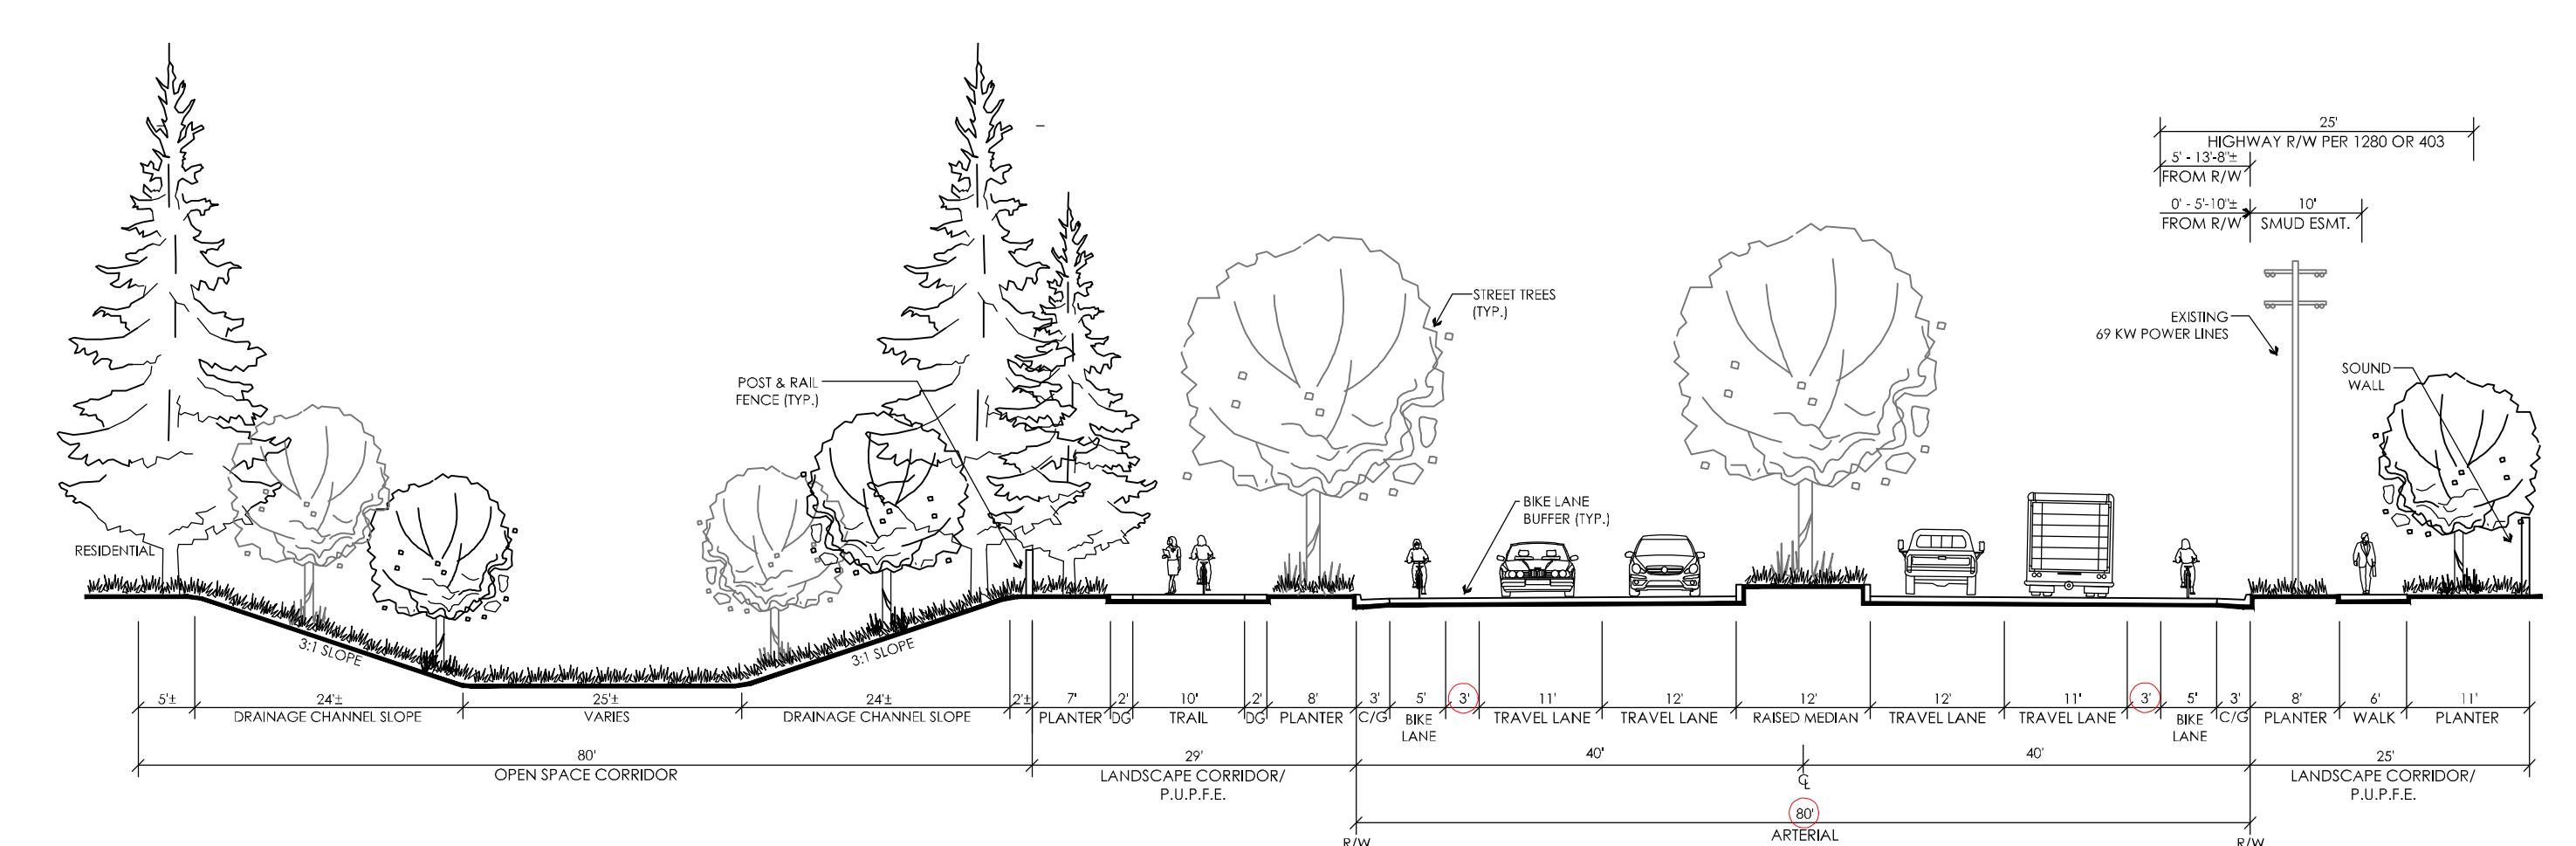 25'
HIGHWAY R/W PER 1280 OR 403
5' - 13'-8"±
FROM R/W
0' - 5'-10"±
FROM R/W
10'
SMUD ESMT.
STREET TREES
(TYP.)
EXISTING
69 KW POWER LINES
SOUND
WALL
POST & RAIL
FENCE (TYP.)
BIKE LANE
BUFFER (TYP.)
RESIDENTIAL
3:1 SLOPE
3:1 SLOPE
5'± 24'± 25'± 24'± 2'± 7' 2' 10' 2' 8' 3' 5' 3' 11' 12' 12' 12' 11' 3' 5' 3' 8' 6' 11'
DRAINAGE CHANNEL SLOPE VARIES DRAINAGE CHANNEL SLOPE PLANTER DG TRAIL DG PLANTER C/G BIKE TRAVEL LANE TRAVEL LANE RAISED MEDIAN TRAVEL LANE TRAVEL LANE BIKE C/G PLANTER WALK PLANTER
LANE LANE
80' 29' 40' 40' 25'
OPEN SPACE CORRIDOR LANDSCAPE CORRIDOR/ LANDSCAPE CORRIDOR/
P.U.P.F.E. ℄ P.U.P.F.E.
80'
ARTERIAL
R/W R/W